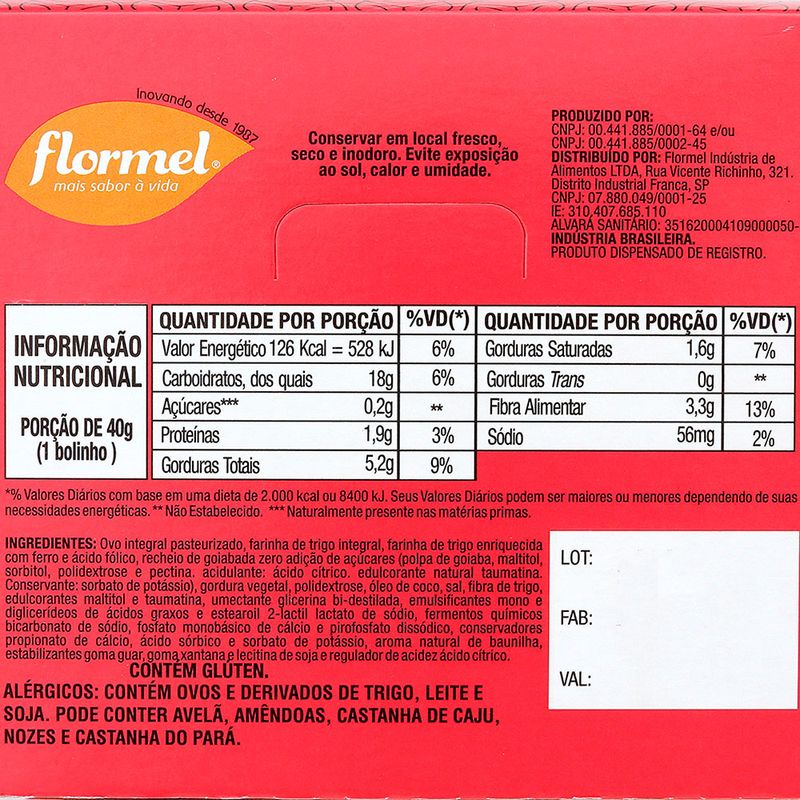 Inovando desde 1987
flormel®
mais sabor à vida
Conservar em local fresco,
seco e inodoro. Evite exposição
ao sol, calor e umidade.
PRODUZIDO POR:
CNPJ: 00.441.885/0001-64 e/ou
CNPJ: 00.441.885/0002-45
DISTRIBUÍDO POR: Flormel Indústria de
Alimentos LTDA, Rua Vicente Richinho, 321.
Distrito Industrial Franca, SP
CNPJ: 07.880.049/0001-25
IE: 310.407.685.110
ALVARÁ SANITÁRIO: 351620004109000050-
INDÚSTRIA BRASILEIRA.
PRODUTO DISPENSADO DE REGISTRO.
INFORMAÇÃO
NUTRICIONAL
PORÇÃO DE 40g
(1 bolinho )
QUANTIDADE POR PORÇÃO %VD(*)
Valor Energético 126 Kcal = 528 kJ 6%
Carboidratos, dos quais 18g 6%
Açúcares*** 0,2g **
Proteínas 1,9g 3%
Gorduras Totais 5,2g 9%
QUANTIDADE POR PORÇÃO %VD(*)
Gorduras Saturadas 1,6g 7%
Gorduras Trans 0g **
Fibra Alimentar 3,3g 13%
Sódio 56mg 2%
*% Valores Diários com base em uma dieta de 2.000 kcal ou 8400 kJ. Seus Valores Diários podem ser maiores ou menores dependendo de suas
necessidades energéticas. ** Não Estabelecido. *** Naturalmente presente nas matérias primas.
INGREDIENTES: Ovo integral pasteurizado, farinha de trigo integral, farinha de trigo enriquecida
com ferro e ácido fólico, recheio de goiabada zero adição de açúcares (polpa de goiaba, maltitol,
sorbitol, polidextrose e pectina. acidulante: ácido cítrico. edulcorante natural taumatina.
Conservante: sorbato de potássio), gordura vegetal, polidextrose, óleo de coco, sal, fibra de trigo,
edulcorantes maltitol e taumatina, umectante glicerina bi-destilada, emulsificantes mono e
diglicerídeos de ácidos graxos e estearoil 2-lactil lactato de sódio, fermentos químicos
bicarbonato de sódio, fosfato monobásico de cálcio e pirofosfato dissódico, conservadores
propionato de cálcio, ácido sórbico e sorbato de potássio, aroma natural de baunilha,
estabilizantes goma guar, goma xantana e lecitina de soja e regulador de acidez ácido cítrico.
CONTÉM GLÚTEN.
ALÉRGICOS: CONTÉM OVOS E DERIVADOS DE TRIGO, LEITE E
SOJA. PODE CONTER AVELÃ, AMÊNDOAS, CASTANHA DE CAJU,
NOZES E CASTANHA DO PARÁ.
LOT:
FAB:
VAL: